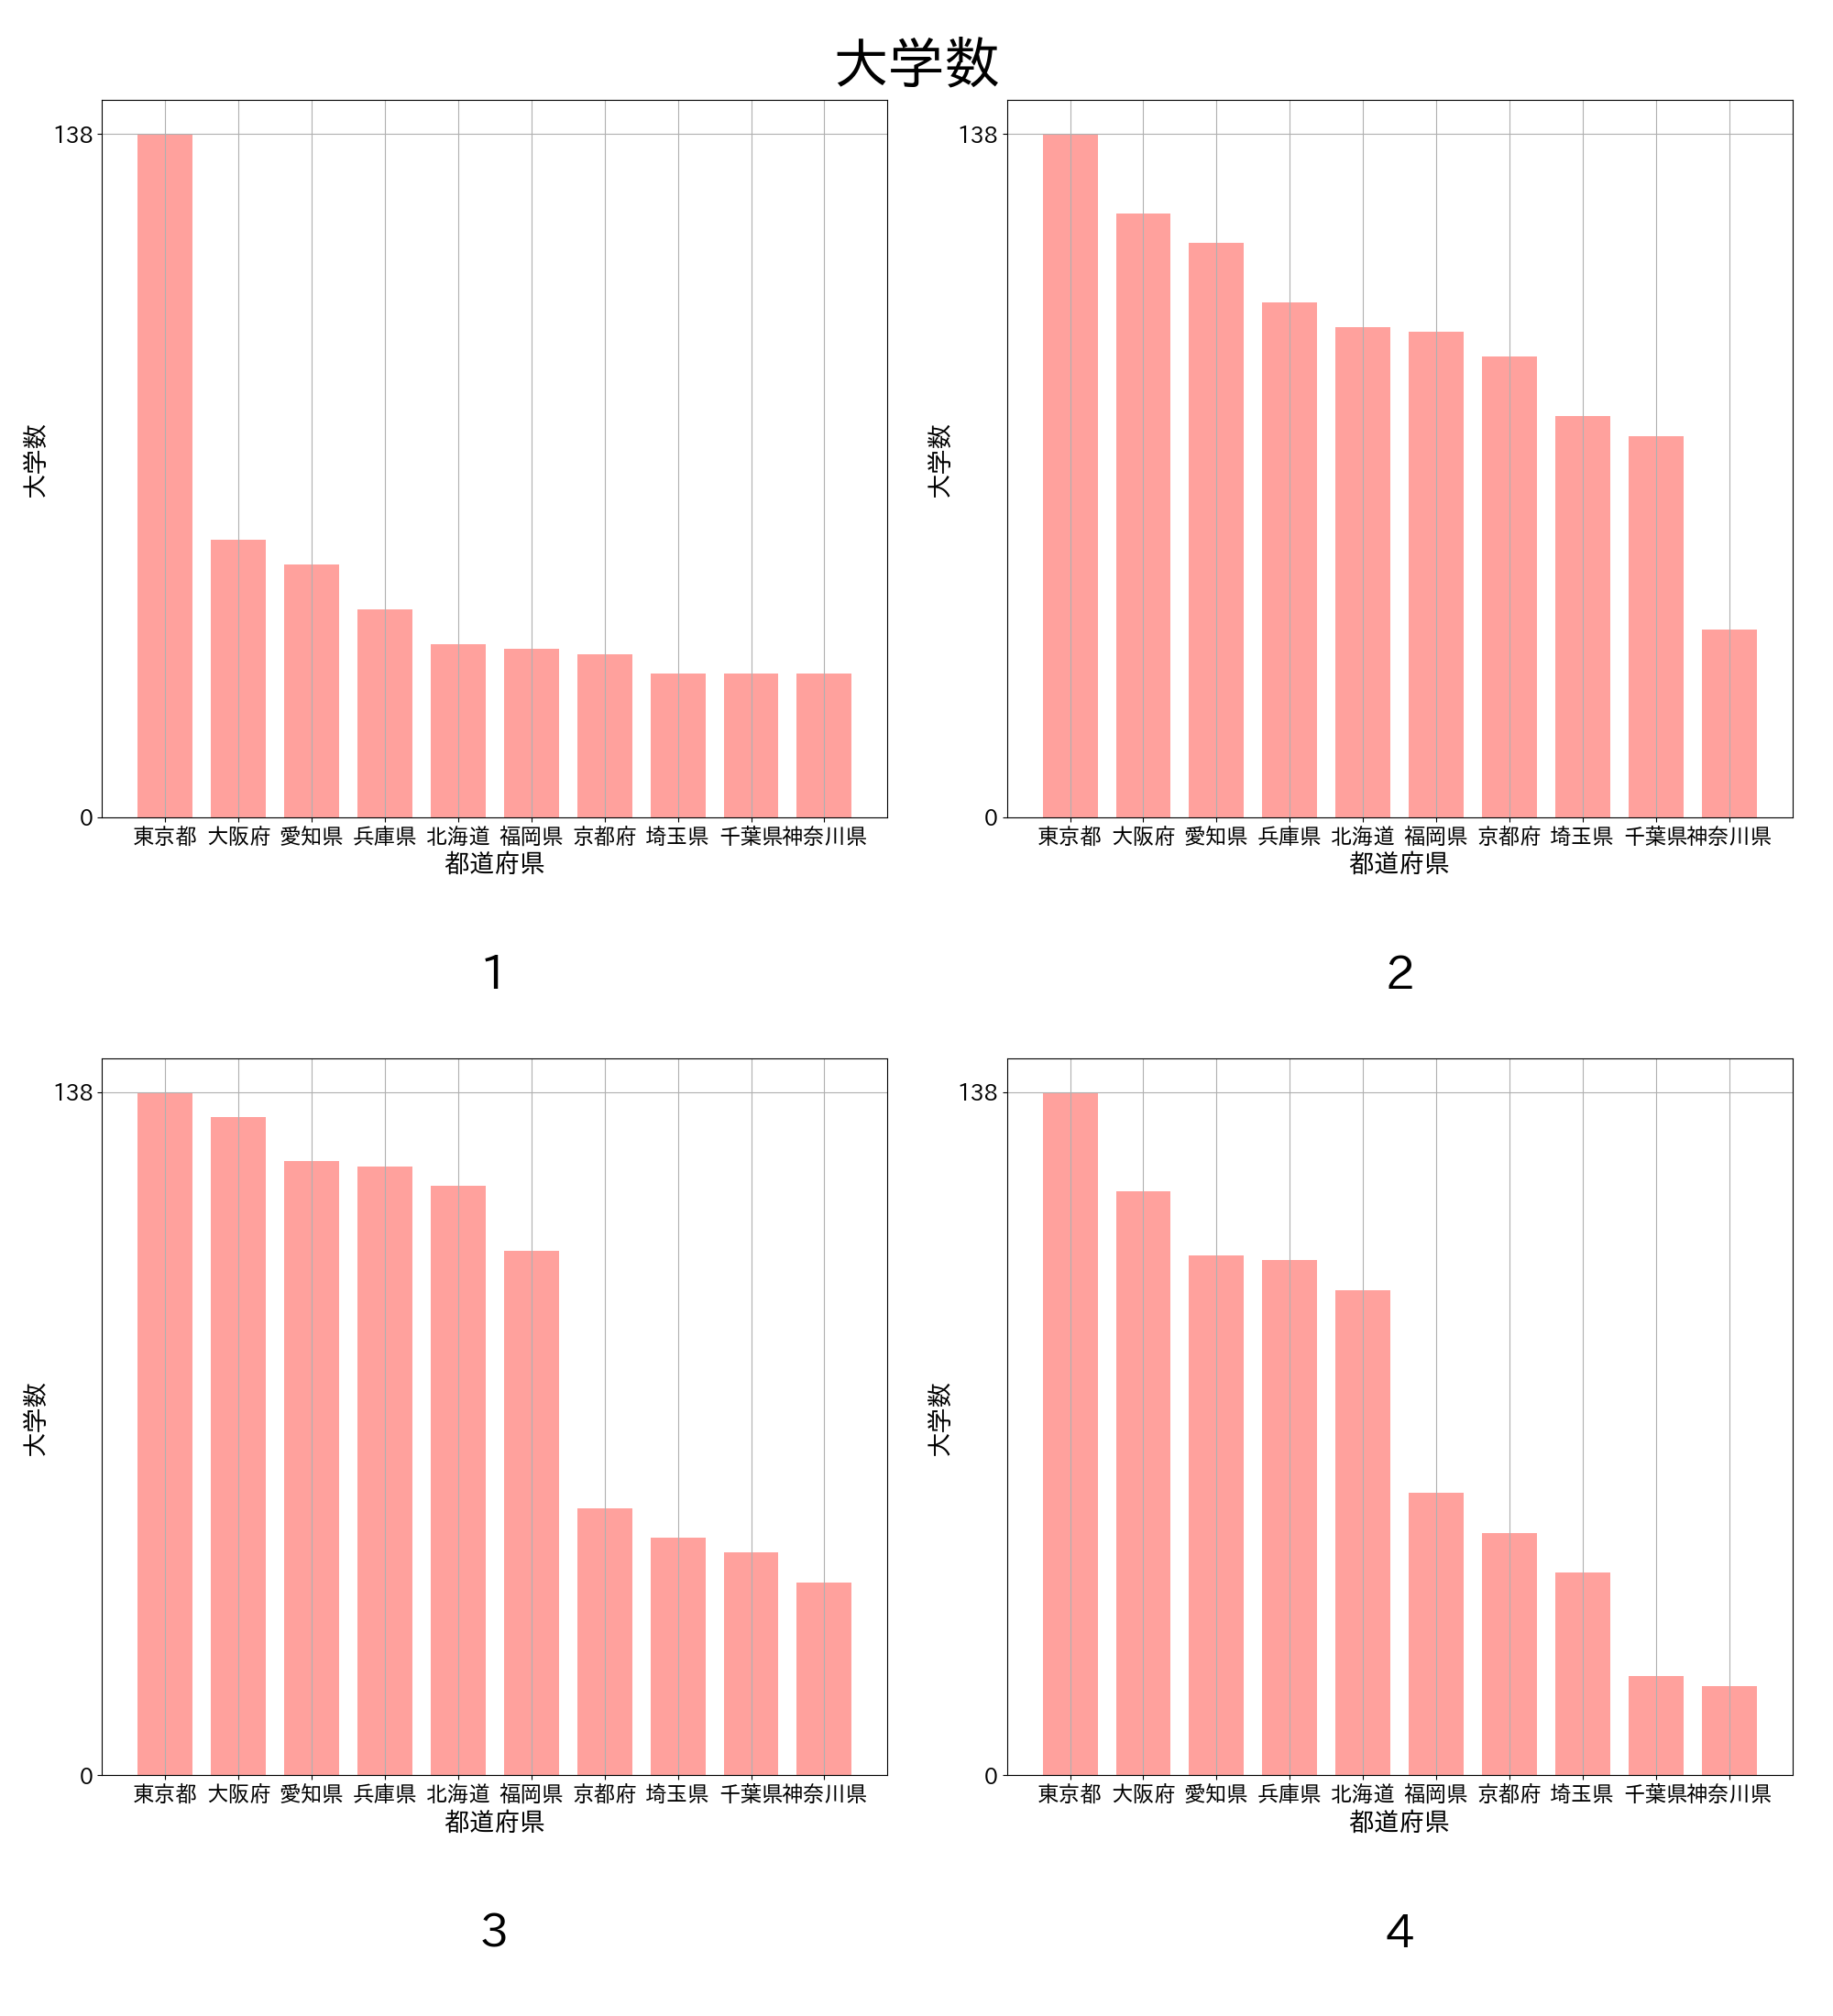 大学数
138
0
大学数
東京都 大阪府 愛知県 兵庫県 北海道 福岡県 京都府 埼玉県 千葉県 神奈川県
都道府県
1
138
0
大学数
東京都 大阪府 愛知県 兵庫県 北海道 福岡県 京都府 埼玉県 千葉県 神奈川県
都道府県
2
138
0
大学数
東京都 大阪府 愛知県 兵庫県 北海道 福岡県 京都府 埼玉県 千葉県 神奈川県
都道府県
3
138
0
大学数
東京都 大阪府 愛知県 兵庫県 北海道 福岡県 京都府 埼玉県 千葉県 神奈川県
都道府県
4